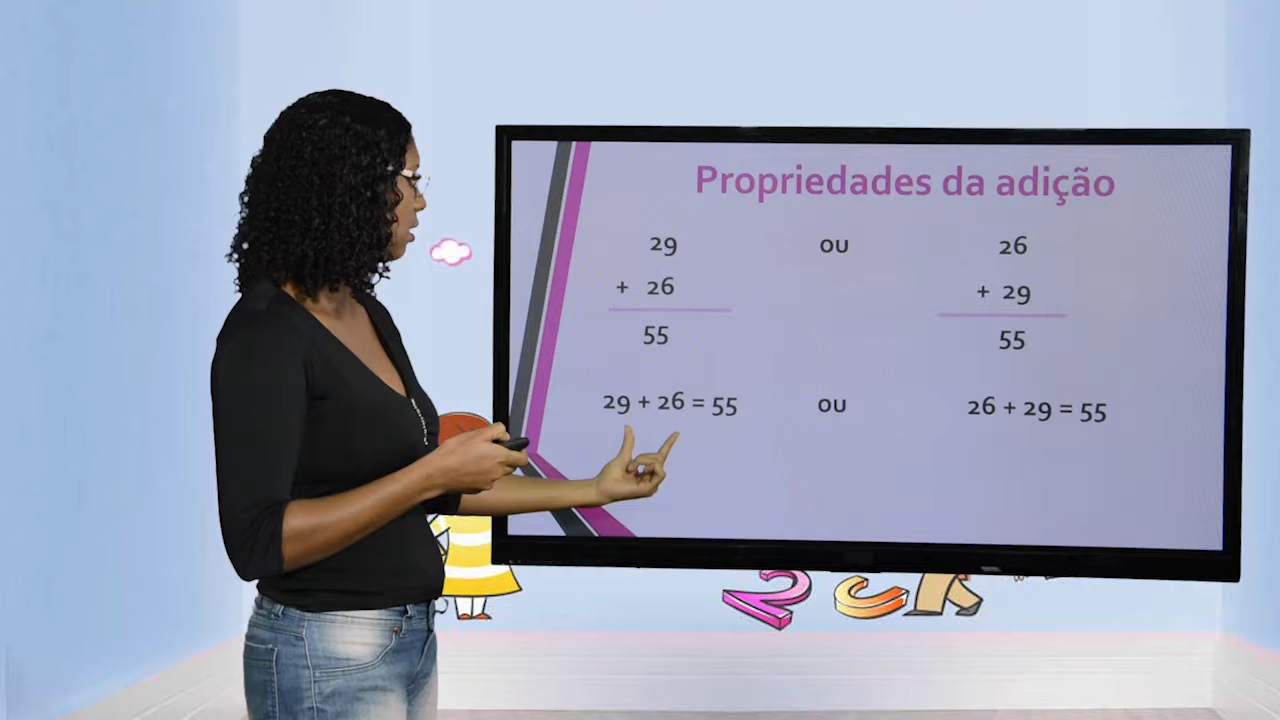 Propriedades da adição
29 ou 26
+ 26 + 29
55 55
29 + 26 = 55 ou 26 + 29 = 55